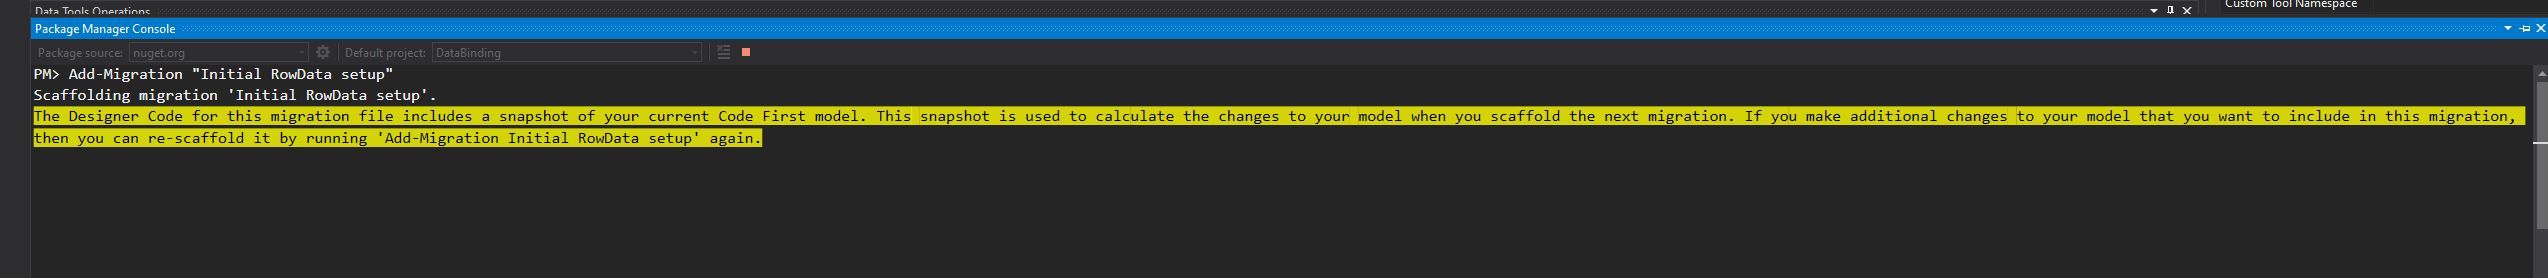 Data Tools Operations
Custom Tool Namespace
Package Manager Console
Package source: nuget.org Default project: DataBinding
PM> Add-Migration "Initial RowData setup"
Scaffolding migration 'Initial RowData setup'.
The Designer Code for this migration file includes a snapshot of your current Code First model. This snapshot is used to calculate the changes to your model when you scaffold the next migration. If you make additional changes to your model that you want to include in this migration,
then you can re-scaffold it by running 'Add-Migration Initial RowData setup' again.